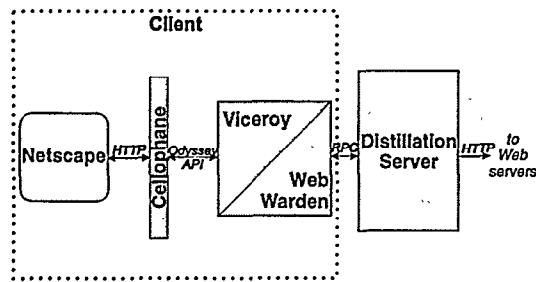 Client
Netscape
HTTP
Cellophane
Odyssey
API
Viceroy
Web
Warden
RPC
Distillation
Server
HTTP
to
Web
servers